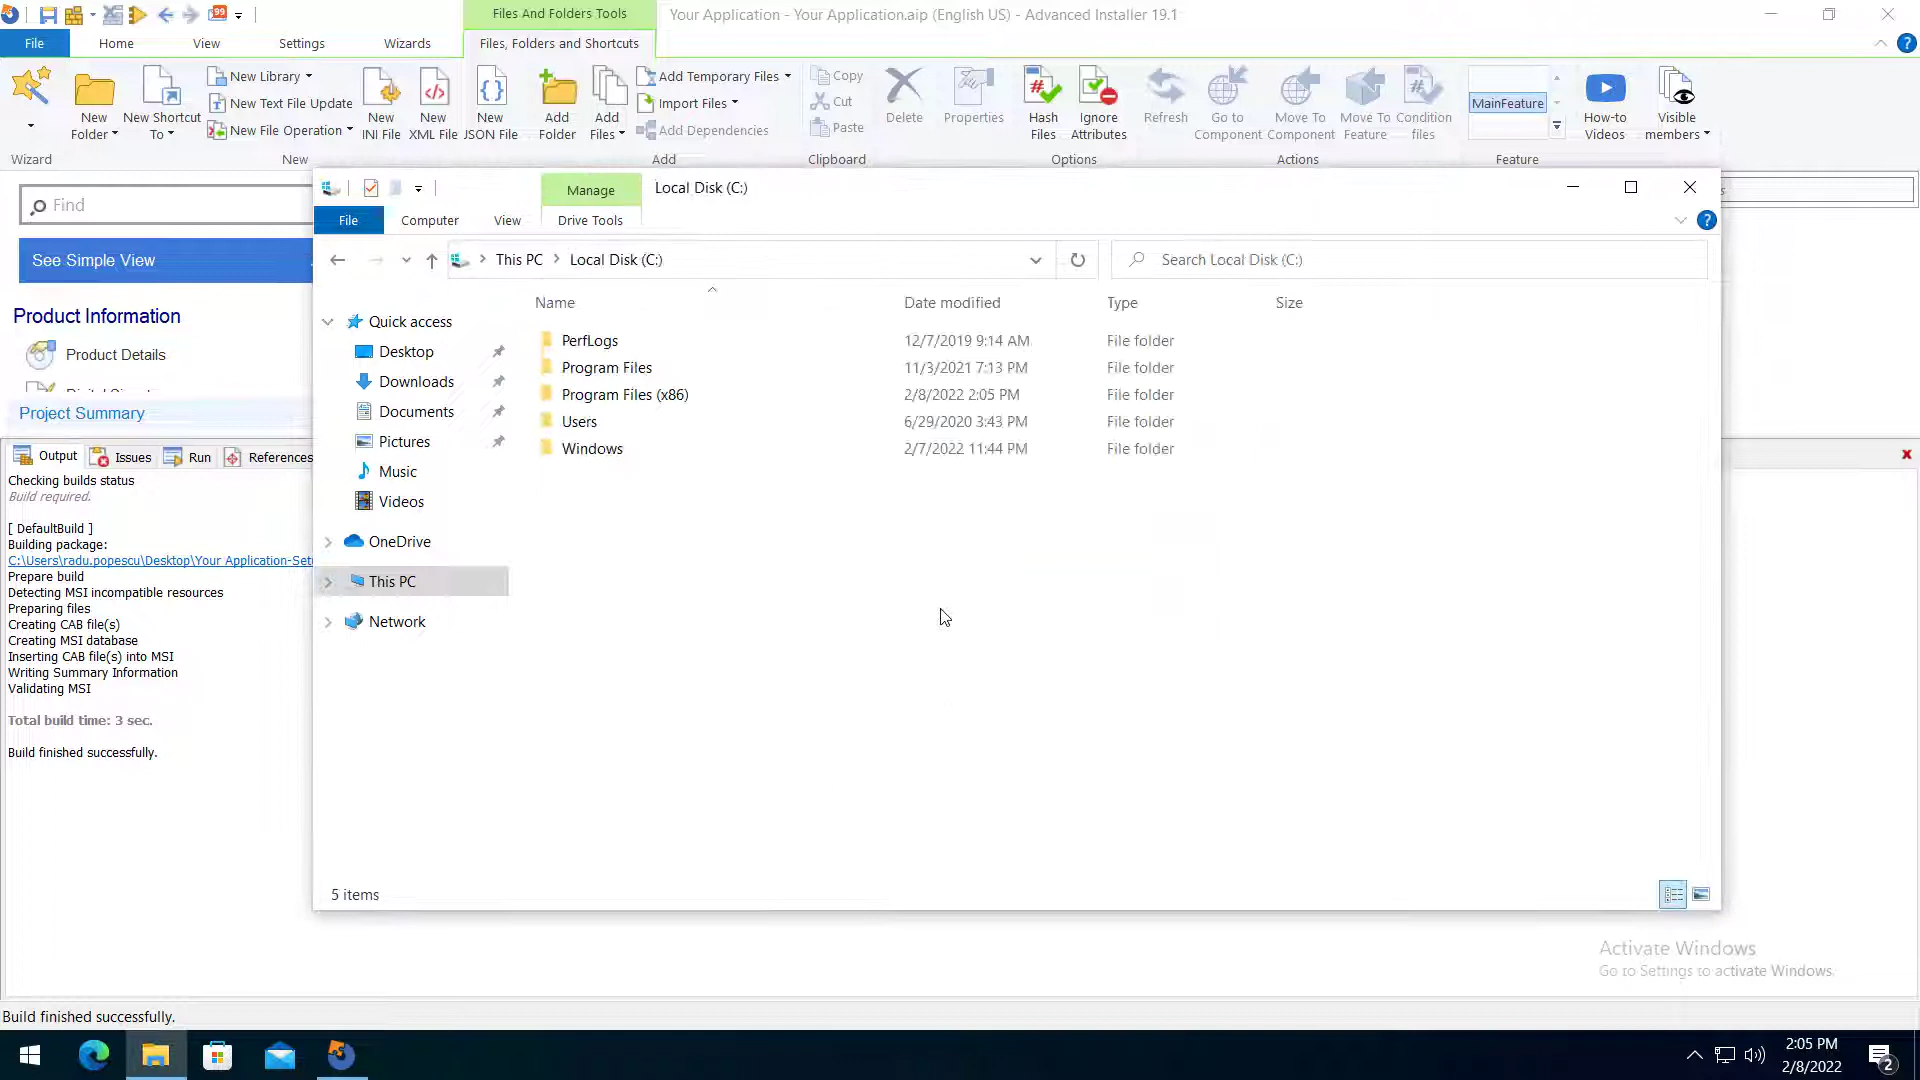 99
Files And Folders Tools
Your Application - Your Application.aip (English US) - Advanced Installer 19.1
File
Home
View
Settings
Wizards
Files, Folders and Shortcuts
New Folder
New Shortcut To
New Library
New Text File Update
New File Operation
New INI File
New XML File
New JSON File
Add Folder
Add Files
Add Temporary Files
Import Files
Add Dependencies
Copy
Cut
Paste
Delete
Properties
Hash Files
Ignore Attributes
Refresh
Go to Component
Move To Component
Move To Feature
Condition files
MainFeature
How-to Videos
Visible members
Wizard
New
Add
Clipboard
Options
Actions
Feature
Find
See Simple View
Product Information
Product Details
Project Summary
Manage
Local Disk (C:)
File
Computer
View
Drive Tools
This PC
Local Disk (C:)
Search Local Disk (C:)
Name
Date modified
Type
Size
PerfLogs
12/7/2019 9:14 AM
File folder
Program Files
11/3/2021 7:13 PM
File folder
Program Files (x86)
2/8/2022 2:05 PM
File folder
Users
6/29/2020 3:43 PM
File folder
Windows
2/7/2022 11:44 PM
File folder
Quick access
Desktop
Downloads
Documents
Pictures
Music
Videos
OneDrive
This PC
Network
5 items
Output
Issues
Run
References
Checking builds status
Build required.
[ DefaultBuild ]
Building package:
C:\Users\radu.popescu\Desktop\Your Application-Set
Prepare build
Detecting MSI incompatible resources
Preparing files
Creating CAB file(s)
Creating MSI database
Inserting CAB file(s) into MSI
Writing Summary Information
Validating MSI
Total build time: 3 sec.
Build finished successfully.
Activate Windows
Go to Settings to activate Windows.
Build finished successfully.
2:05 PM
2/8/2022
2